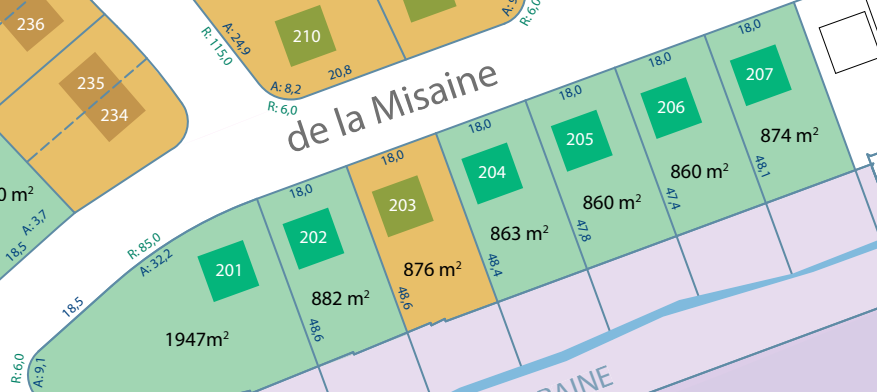 236
235
234
210
A: 24,9
R: 115,0
A: 8,2
R: 6,0
20,8
R: 6,0
de la Misaine
0 m²
A: 3,7
18,5
R: 85,0
A: 32,2
18,5
R: 6,0
A: 9,1
201
1947m²
18,0
202
882 m²
48,6
18,0
203
876 m²
48,6
18,0
204
863 m²
48,4
18,0
205
860 m²
47,8
18,0
206
860 m²
47,4
18,0
207
874 m²
48,1
RAINE